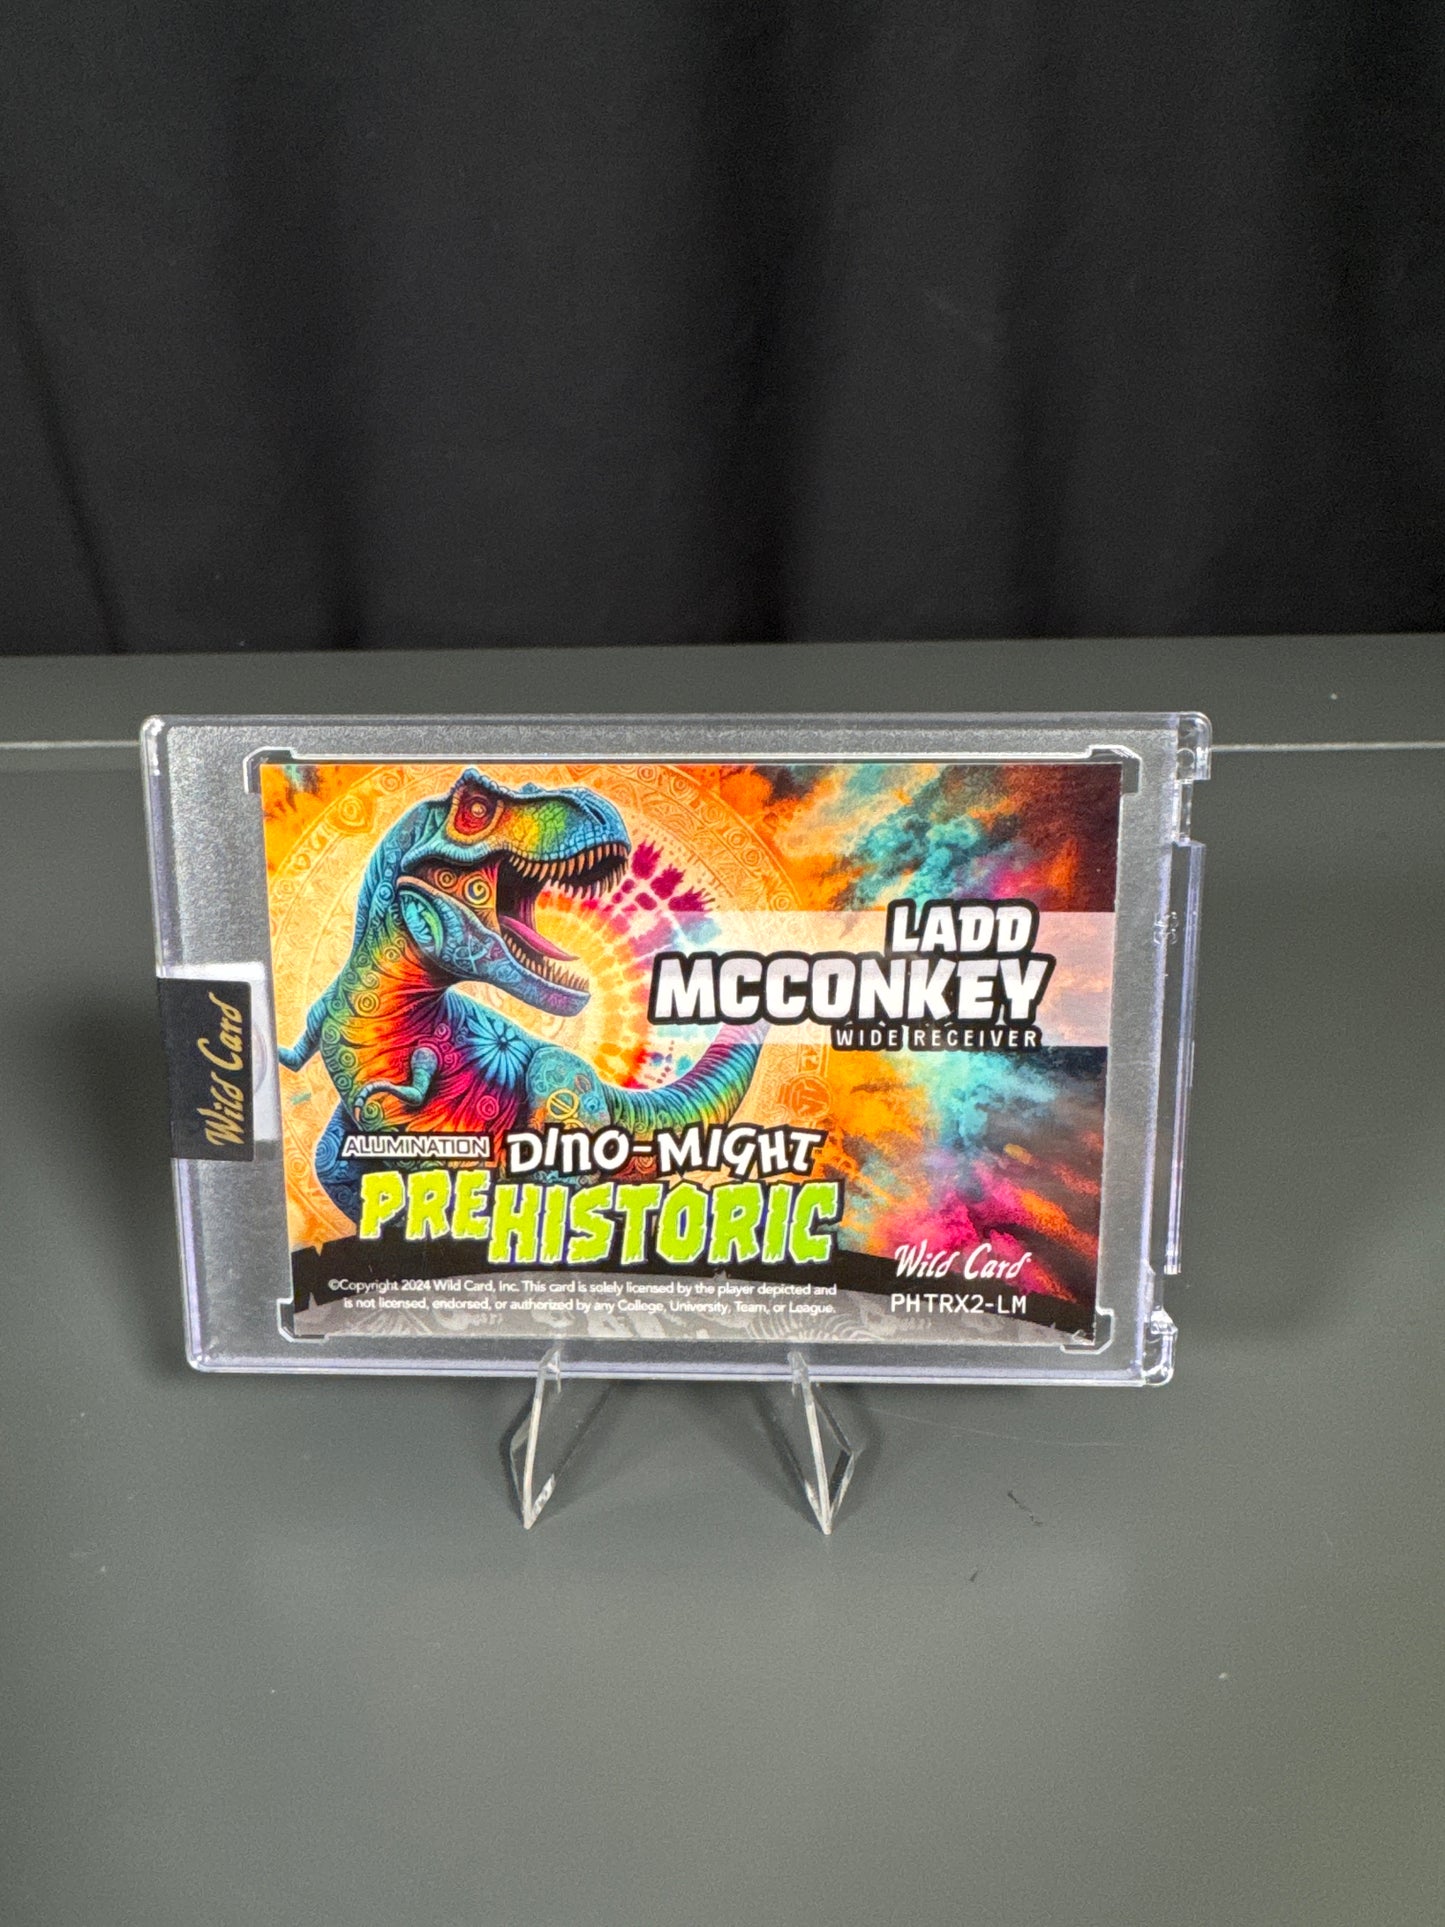 LADD
MCCONKEY
WIDE RECEIVER
Wild Card
ALUMINATION DINO-MIGHT™
PREHISTORIC
Wild Card
PHTRX2-LM
©Copyright 2024 Wild Card, Inc. This card is solely licensed by the player depicted and
is not licensed, endorsed, or authorized by any College, University, Team, or League.